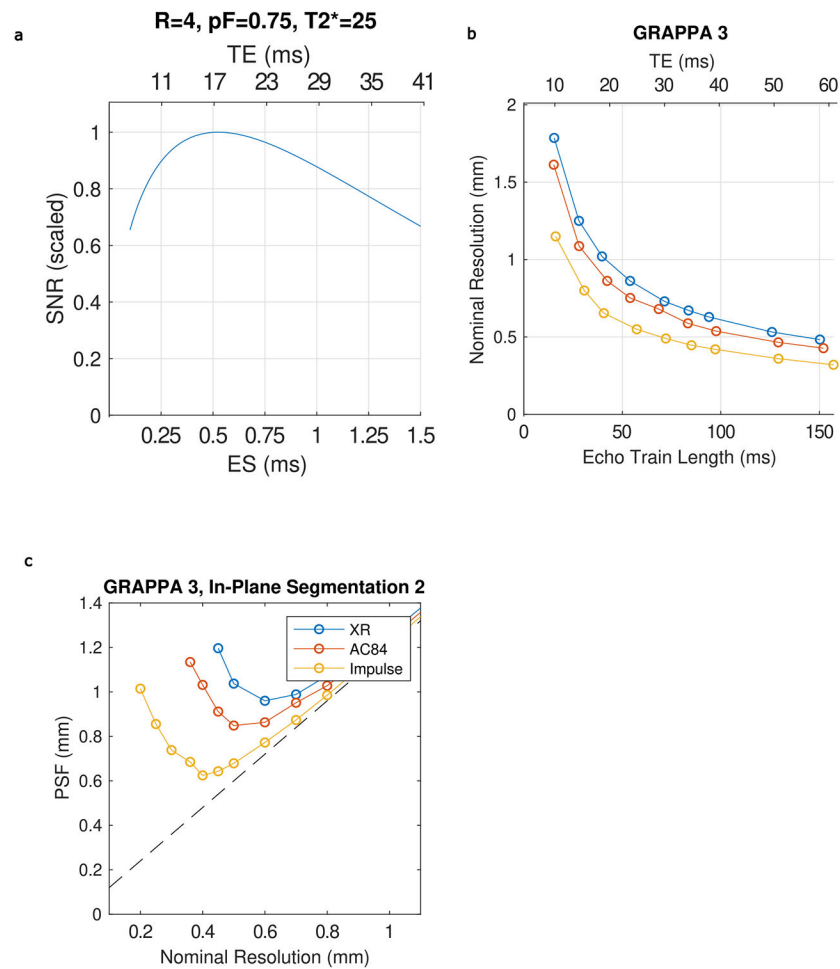 a
R=4, pF=0.75, T2*=25
TE (ms)
11 17 23 29 35 41
1
0.8
0.6
0.4
0.2
0
SNR (scaled)
0.25 0.5 0.75 1 1.25 1.5
ES (ms)
b
GRAPPA 3
TE (ms)
10 20 30 40 50 60
2
1.5
1
0.5
0
Nominal Resolution (mm)
0 50 100 150
Echo Train Length (ms)
c
GRAPPA 3, In-Plane Segmentation 2
1.4
1.2
1
0.8
0.6
0.4
0.2
0
PSF (mm)
XR
AC84
Impulse
0.2 0.4 0.6 0.8 1
Nominal Resolution (mm)